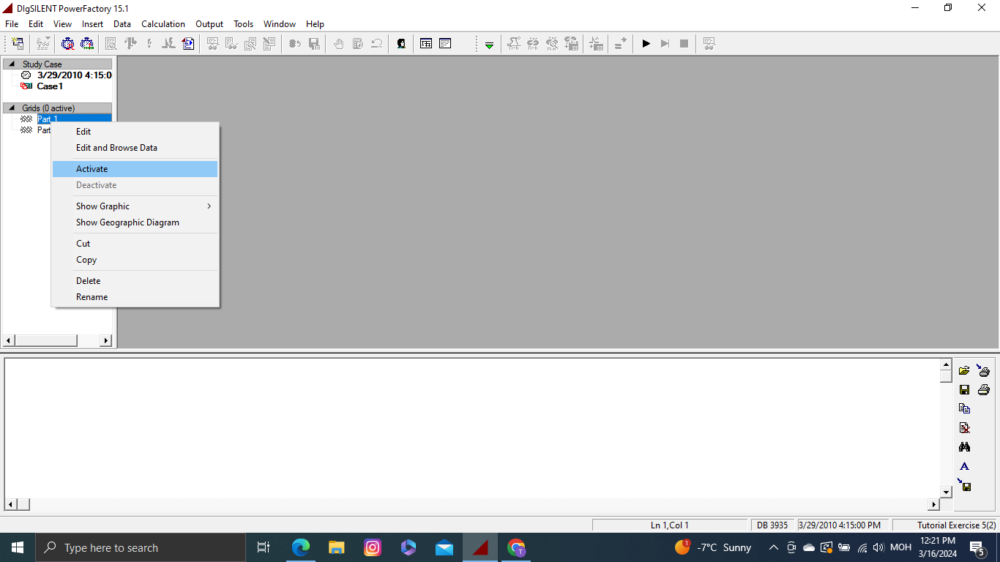 DIgSILENT PowerFactory 15.1
File Edit View Insert Data Calculation Output Tools Window Help
Study Case
3/29/2010 4:15:0
Case1
Grids (0 active)
Part 1
Part
Edit
Edit and Browse Data
Activate
Deactivate
Show Graphic
Show Geographic Diagram
Cut
Copy
Delete
Rename
Ln 1,Col 1
DB 3935
3/29/2010 4:15:00 PM
Tutorial Exercise 5(2)
Type here to search
1
-7°C Sunny
MOH
12:21 PM
3/16/2024
5